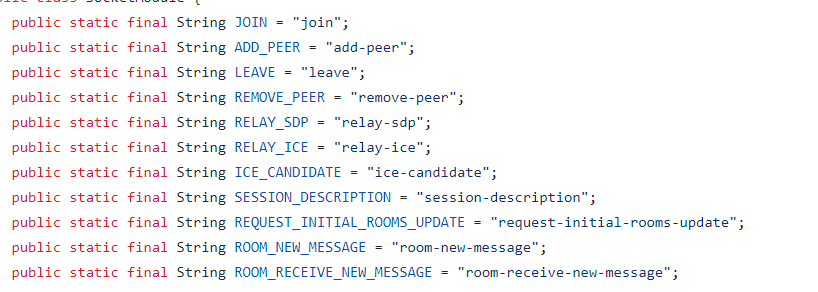 public static final String JOIN = "join";
public static final String ADD_PEER = "add-peer";
public static final String LEAVE = "leave";
public static final String REMOVE_PEER = "remove-peer";
public static final String RELAY_SDP = "relay-sdp";
public static final String RELAY_ICE = "relay-ice";
public static final String ICE_CANDIDATE = "ice-candidate";
public static final String SESSION_DESCRIPTION = "session-description";
public static final String REQUEST_INITIAL_ROOMS_UPDATE = "request-initial-rooms-update";
public static final String ROOM_NEW_MESSAGE = "room-new-message";
public static final String ROOM_RECEIVE_NEW_MESSAGE = "room-receive-new-message";